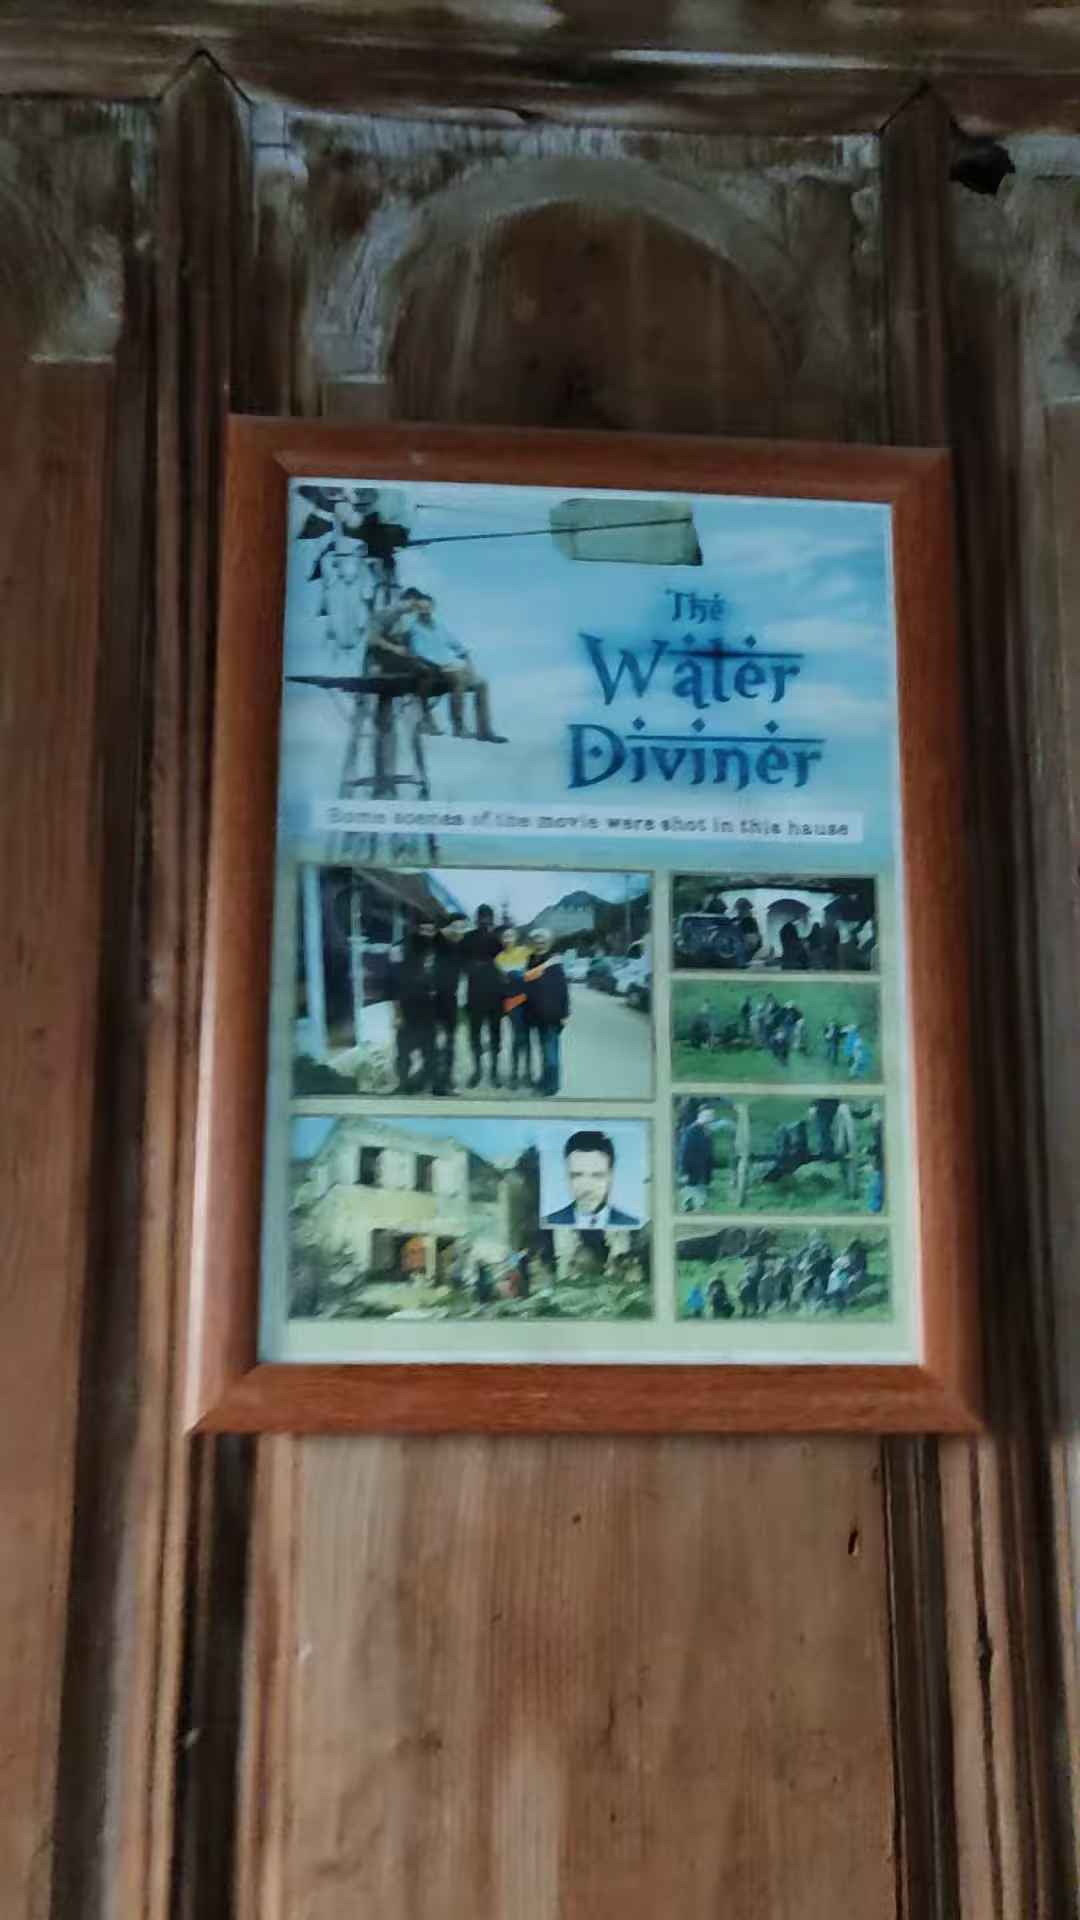 The
Water
Diviner
Some scenes of the movie were shot in this hause